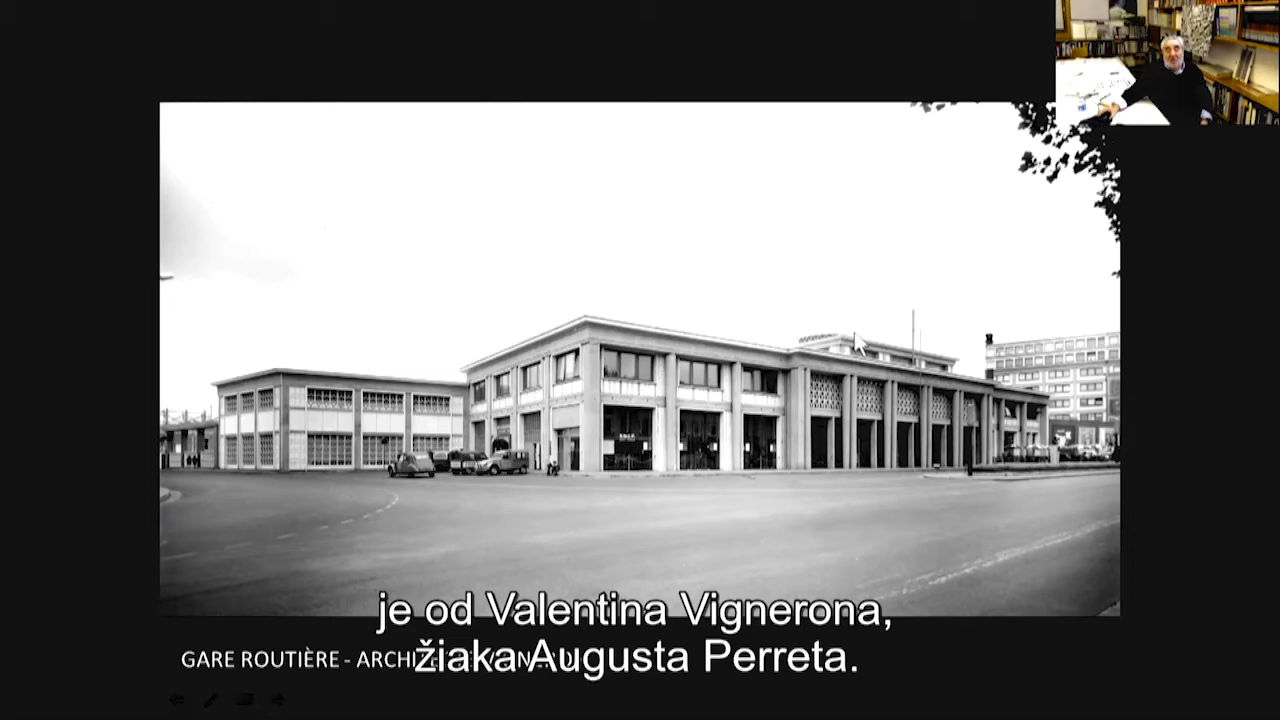 je od Valentina Vignerona,
GARE ROUTIÈRE - ARCHI
žiaka Augusta Perreta.